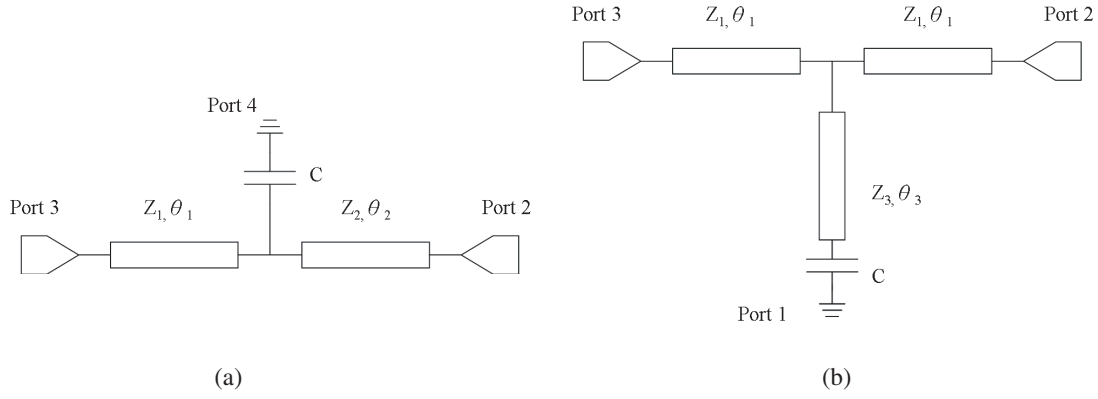 Port 4
C
Port 3
Z₁, θ₁
Z₂, θ₂
Port 2
(a)
Port 3
Z₁, θ₁
Z₁, θ₁
Port 2
Z₃, θ₃
C
Port 1
(b)